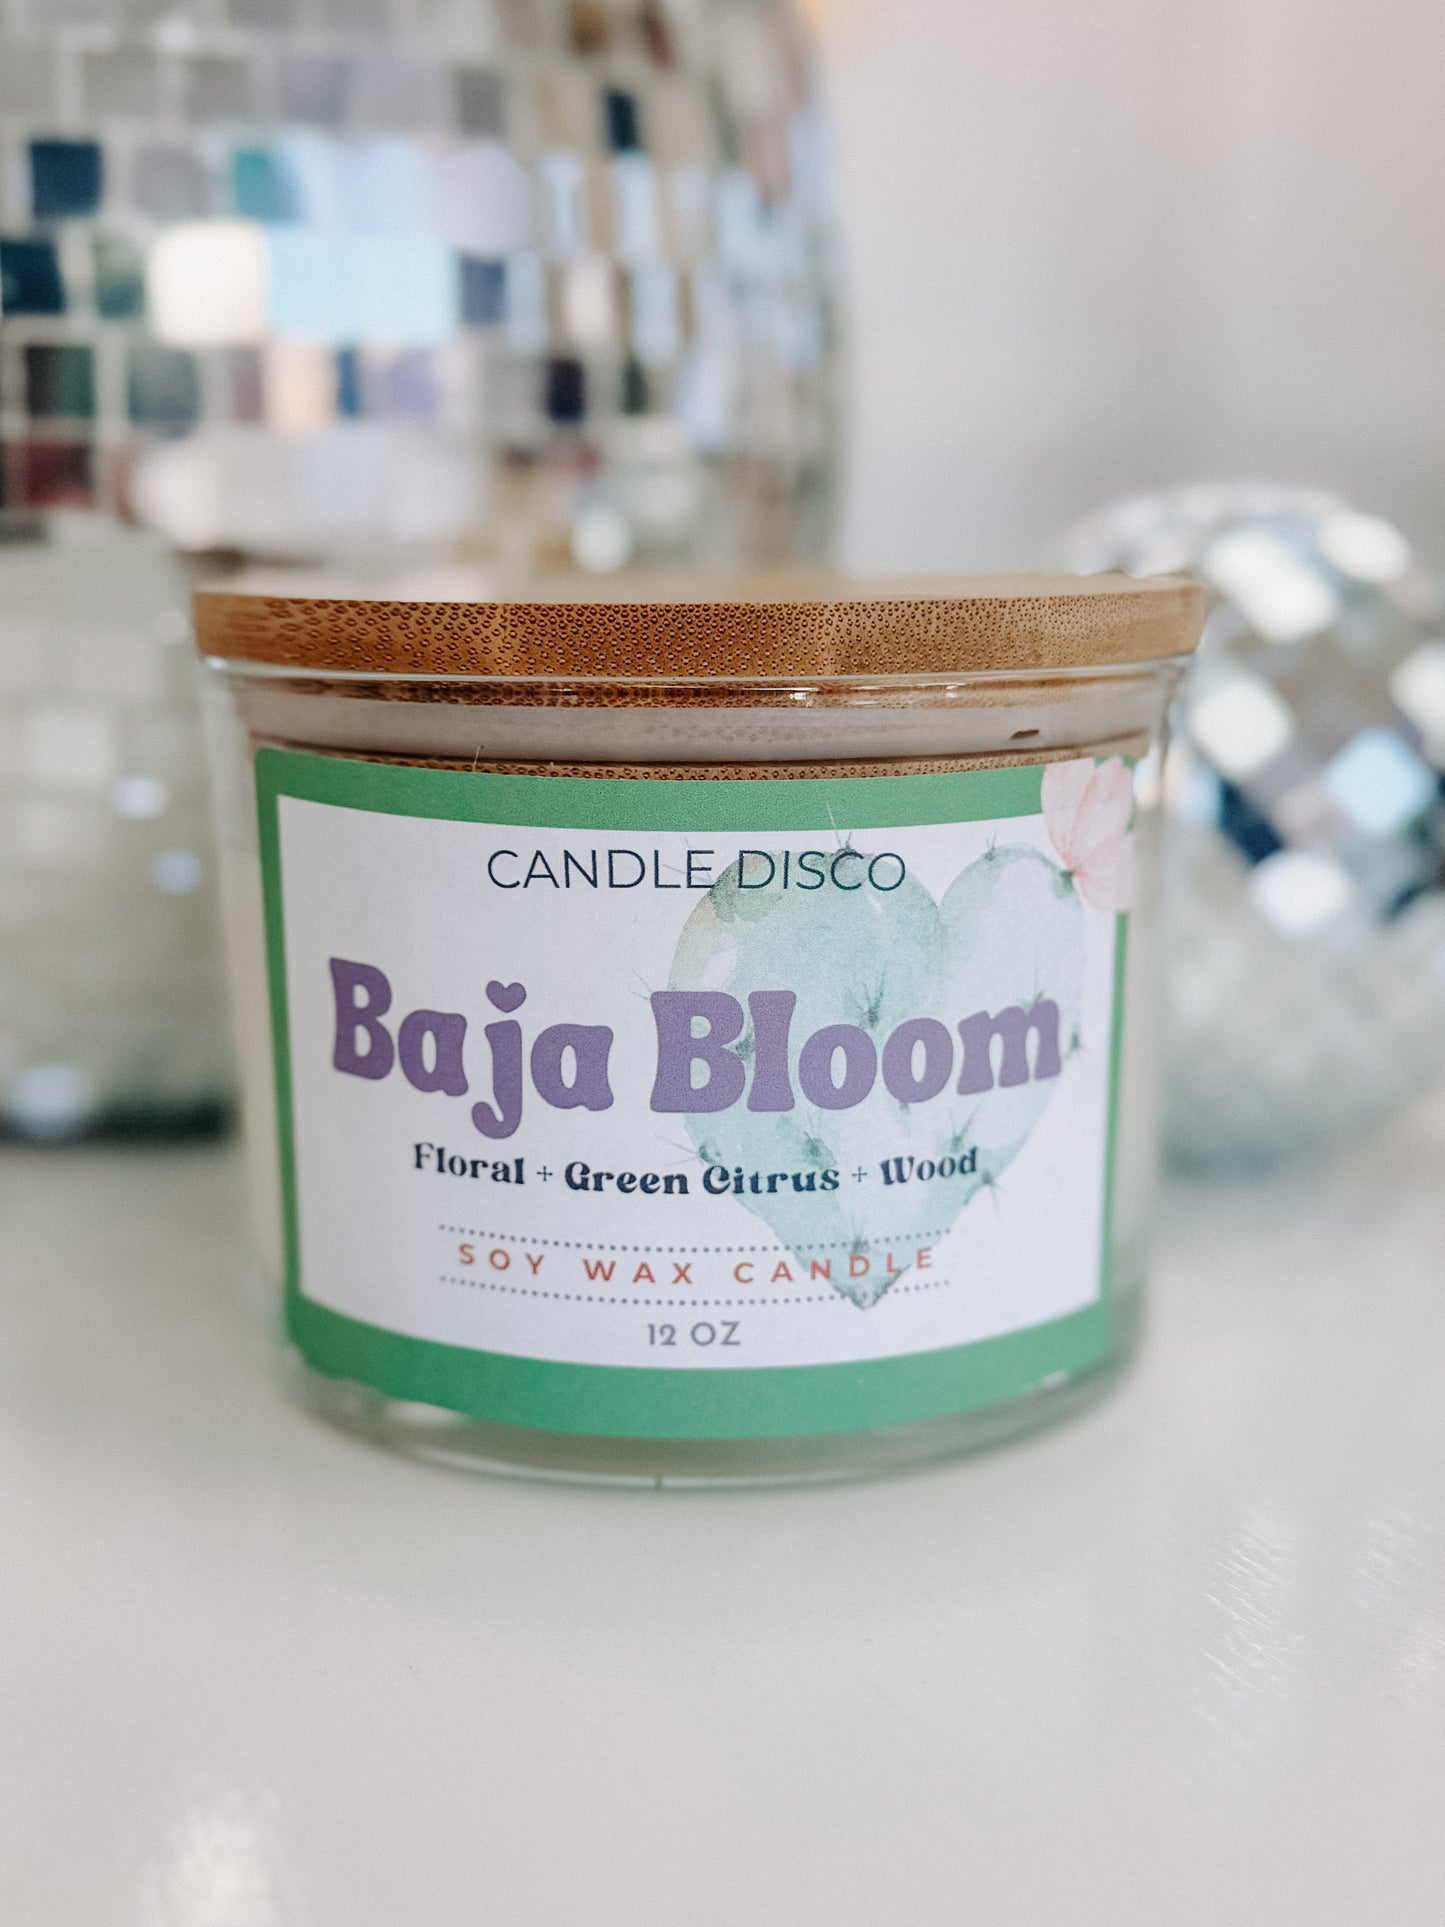 CANDLE DISCO
Baja Bloom
Floral + Green Citrus + Wood
SOY WAX CANDLE
12 OZ